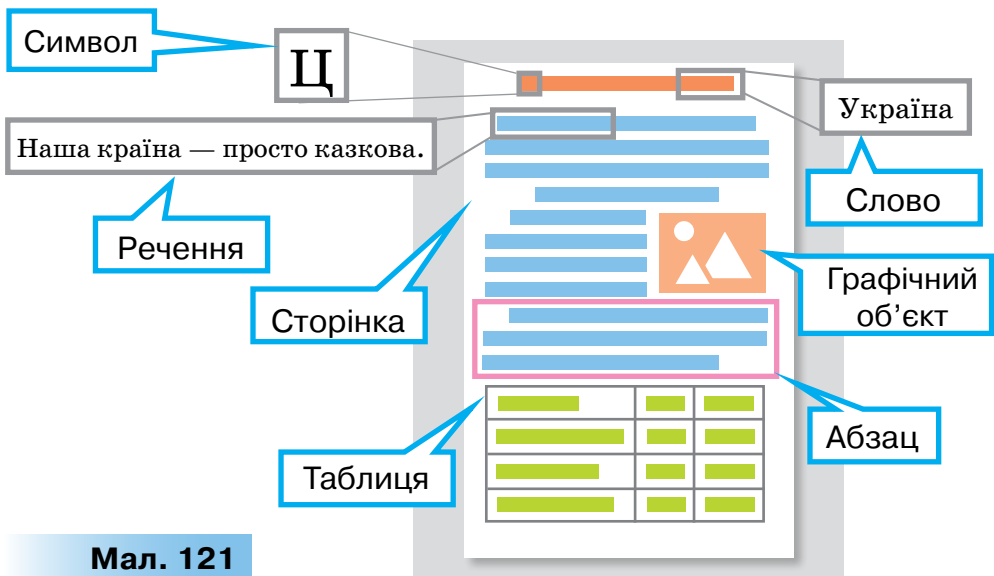 Символ
Ц
Україна
Наша країна — просто казкова.
Слово
Речення
Графічний
об’єкт
Сторінка
Абзац
Таблиця
Мал. 121